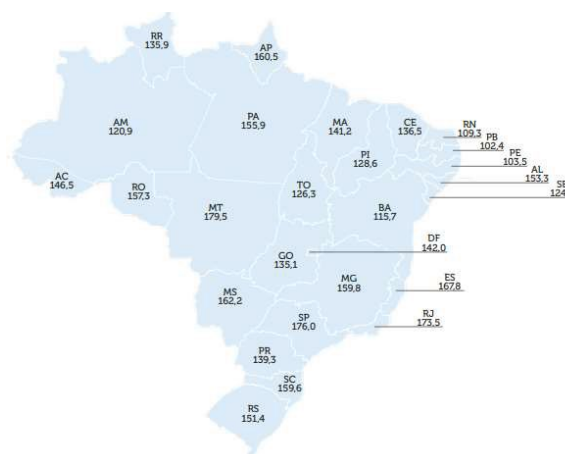 RR
135,9
AP
160,5
AM
120,9
PA
155,9
MA
141,2
CE
136,5
RN
109,3
PB
102,4
PE
103,5
AL
153,3
SE
124
PI
128,6
AC
146,5
RO
157,3
TO
126,3
BA
115,7
MT
179,5
DF
142,0
GO
135,1
MG
159,8
ES
167,8
MS
162,2
SP
176,0
RJ
173,5
PR
139,3
SC
159,6
RS
151,4